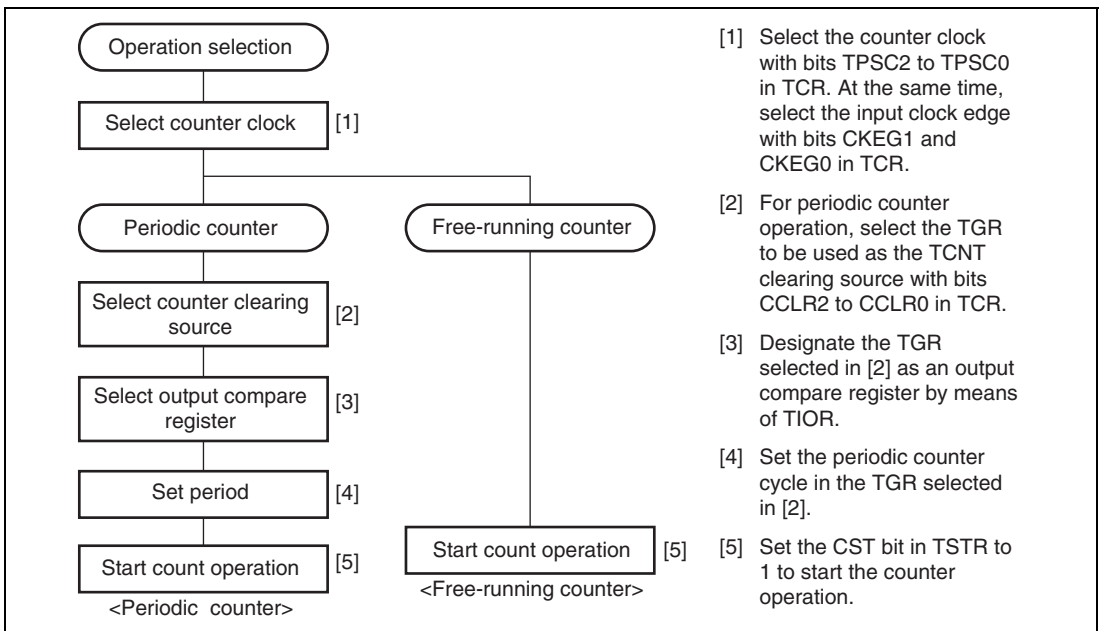 Operation selection
Select counter clock
[1]
Periodic counter
Free-running counter
Select counter clearing
source
[2]
Select output compare
register
[3]
Set period
[4]
Start count operation
[5]
<Periodic counter>
Start count operation
[5]
<Free-running counter>
[1] Select the counter clock
with bits TPSC2 to TPSC0
in TCR. At the same time,
select the input clock edge
with bits CKEG1 and
CKEG0 in TCR.
[2] For periodic counter
operation, select the TGR
to be used as the TCNT
clearing source with bits
CCLR2 to CCLR0 in TCR.
[3] Designate the TGR
selected in [2] as an output
compare register by means
of TIOR.
[4] Set the periodic counter
cycle in the TGR selected
in [2].
[5] Set the CST bit in TSTR to
1 to start the counter
operation.